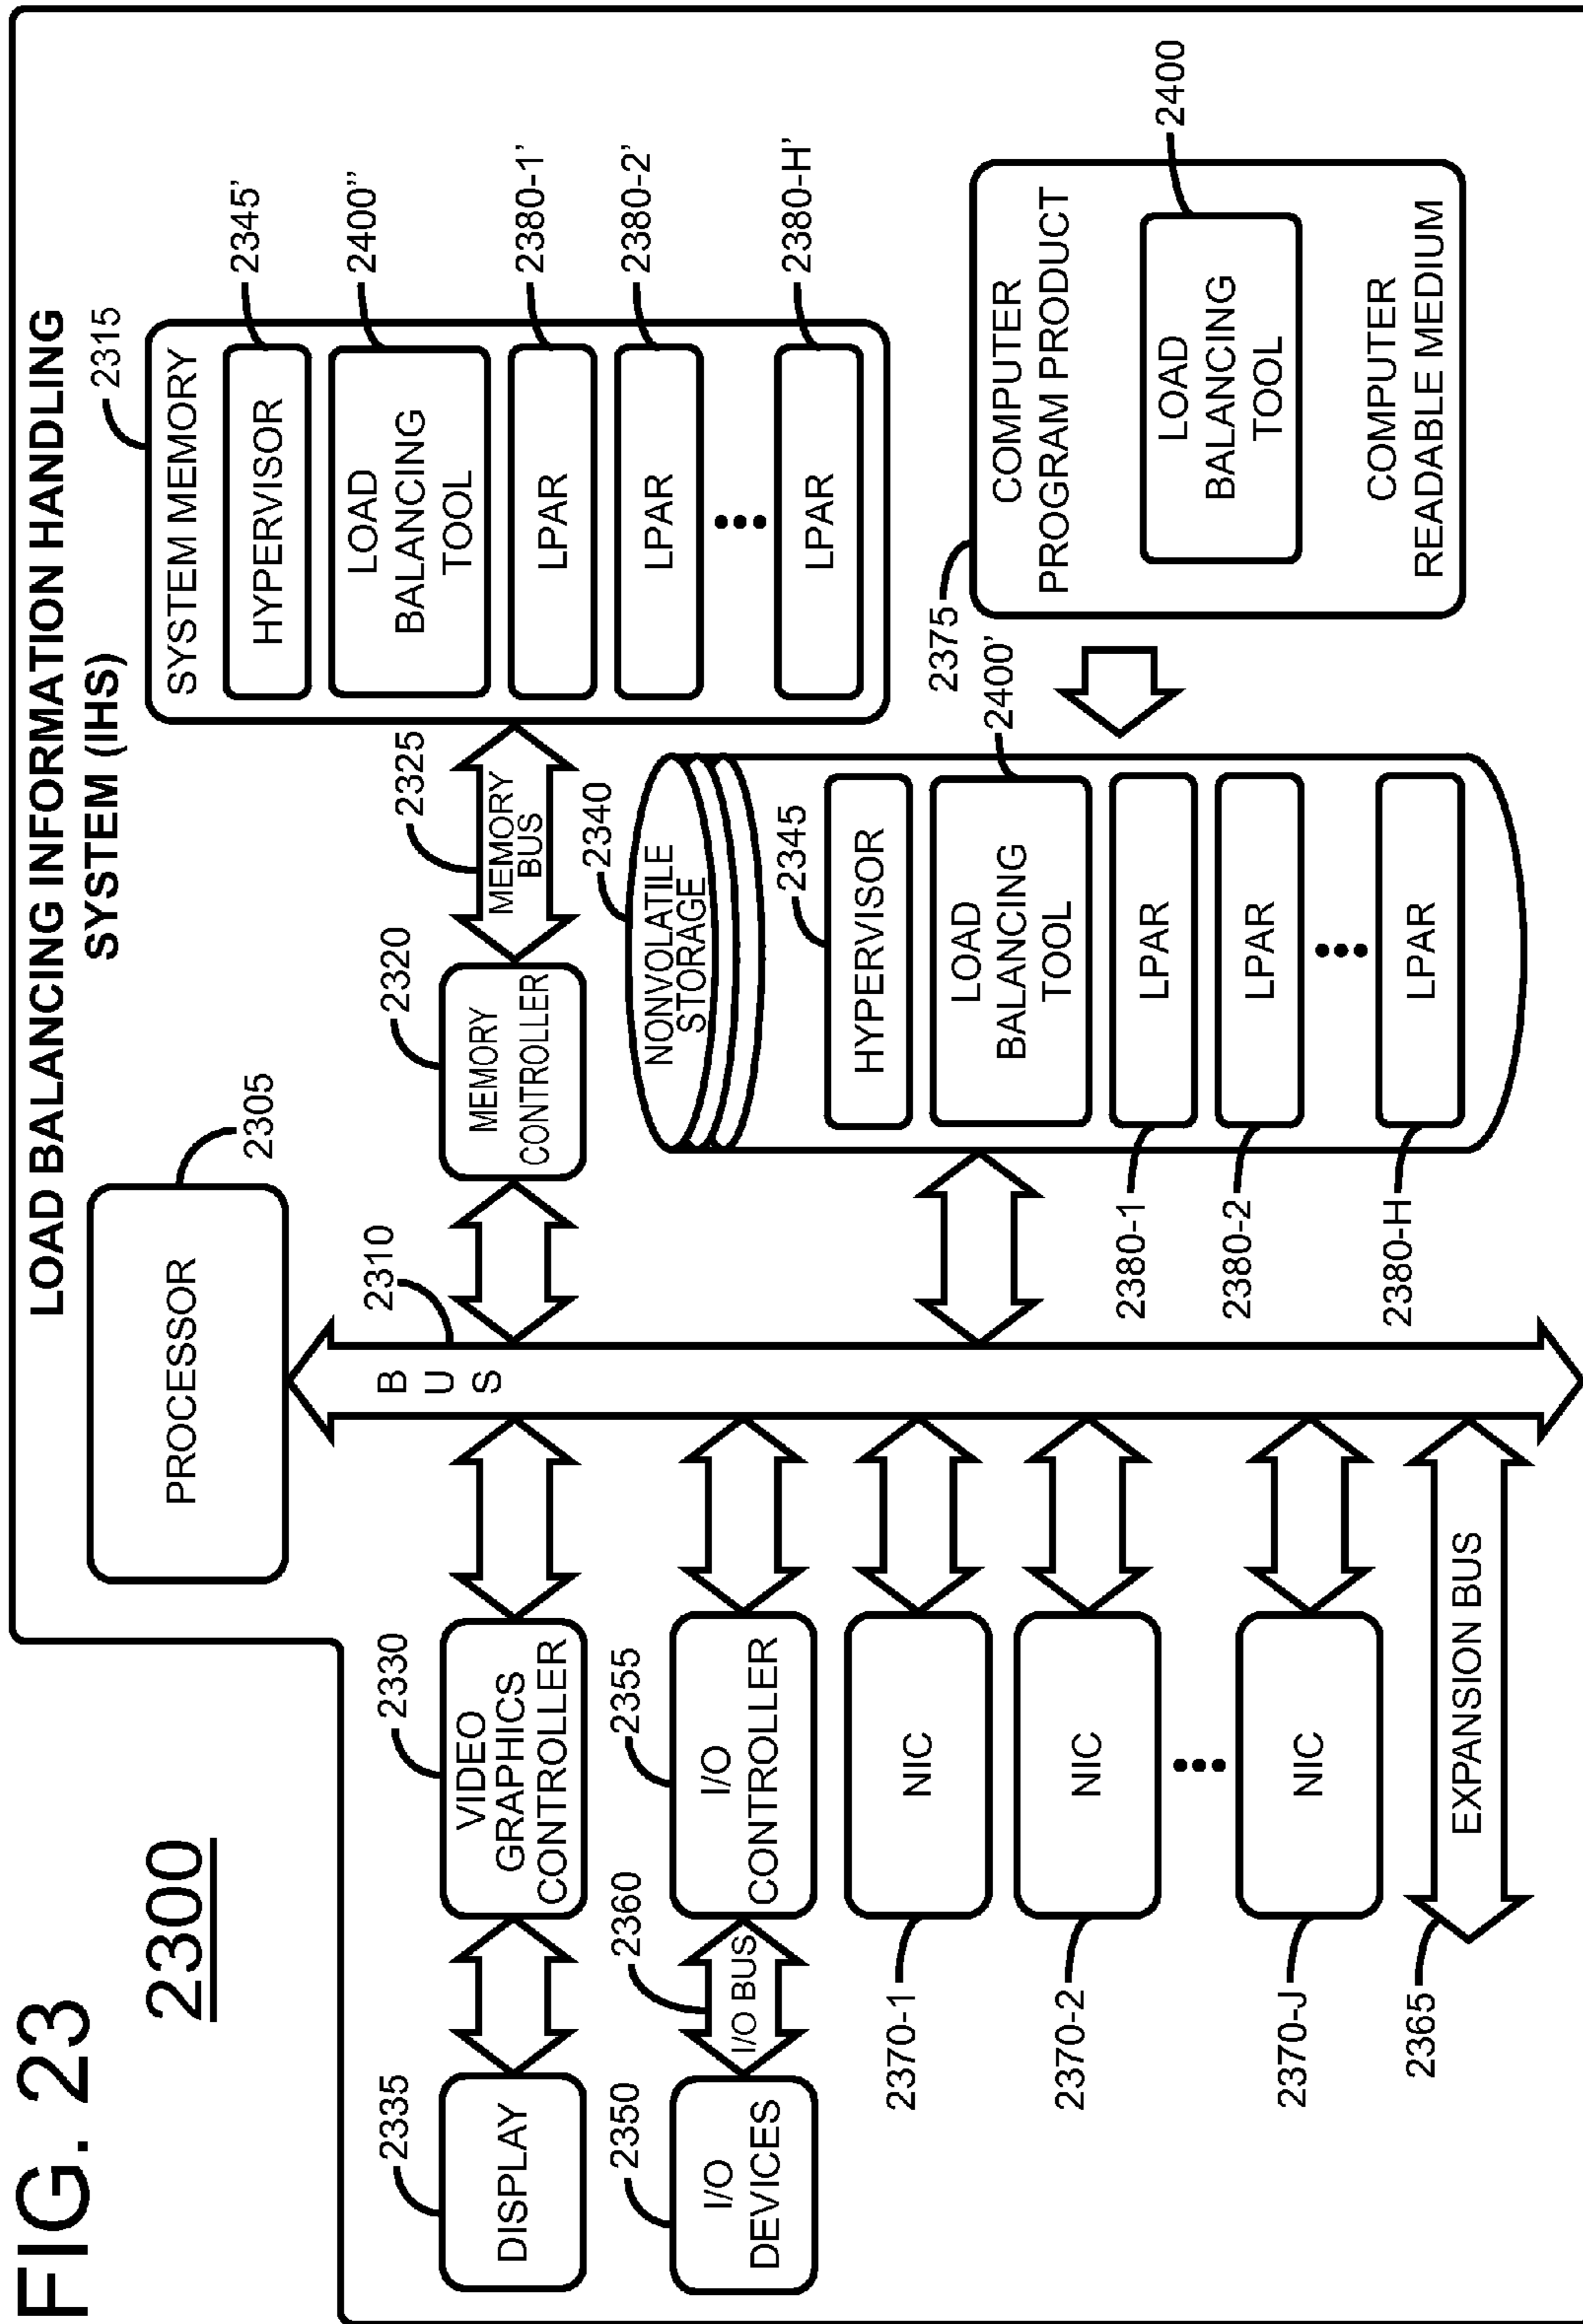 FIG. 23
2300
LOAD BALANCING INFORMATION HANDLING
SYSTEM (IHS)
PROCESSOR
2305
2310
BUS
2335
DISPLAY
2330
VIDEO
GRAPHICS
CONTROLLER
2320
MEMORY
CONTROLLER
2325
MEMORY
BUS
2315
SYSTEM MEMORY
HYPERVISOR
2345'
LOAD
BALANCING
TOOL
2400''
LPAR
2380-1'
LPAR
2380-2'
LPAR
2380-H'
2350
I/O
DEVICES
2360
I/O BUS
2355
I/O
CONTROLLER
2370-1
NIC
2370-2
NIC
2370-J
NIC
2365
EXPANSION BUS
2340
NONVOLATILE
STORAGE
2345
HYPERVISOR
LOAD
BALANCING
TOOL
2400'
LPAR
2380-1
LPAR
2380-2
LPAR
2380-H
2375
COMPUTER
PROGRAM PRODUCT
LOAD
BALANCING
TOOL
2400
COMPUTER
READABLE MEDIUM